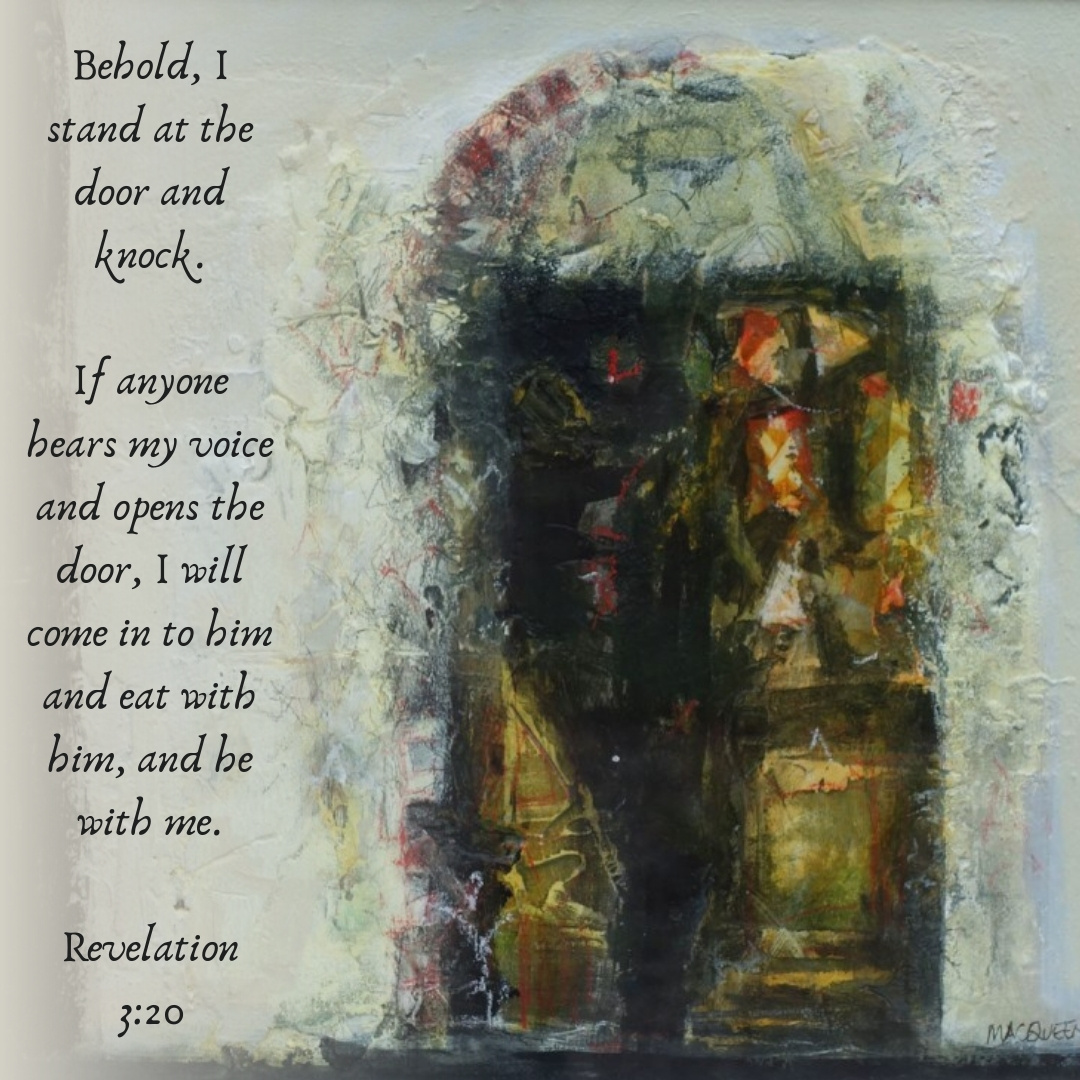 Behold, I
stand at the
door and
knock.
If anyone
hears my voice
and opens the
door, I will
come in to him
and eat with
him, and he
with me.
Revelation
3:20
MACQUEEN